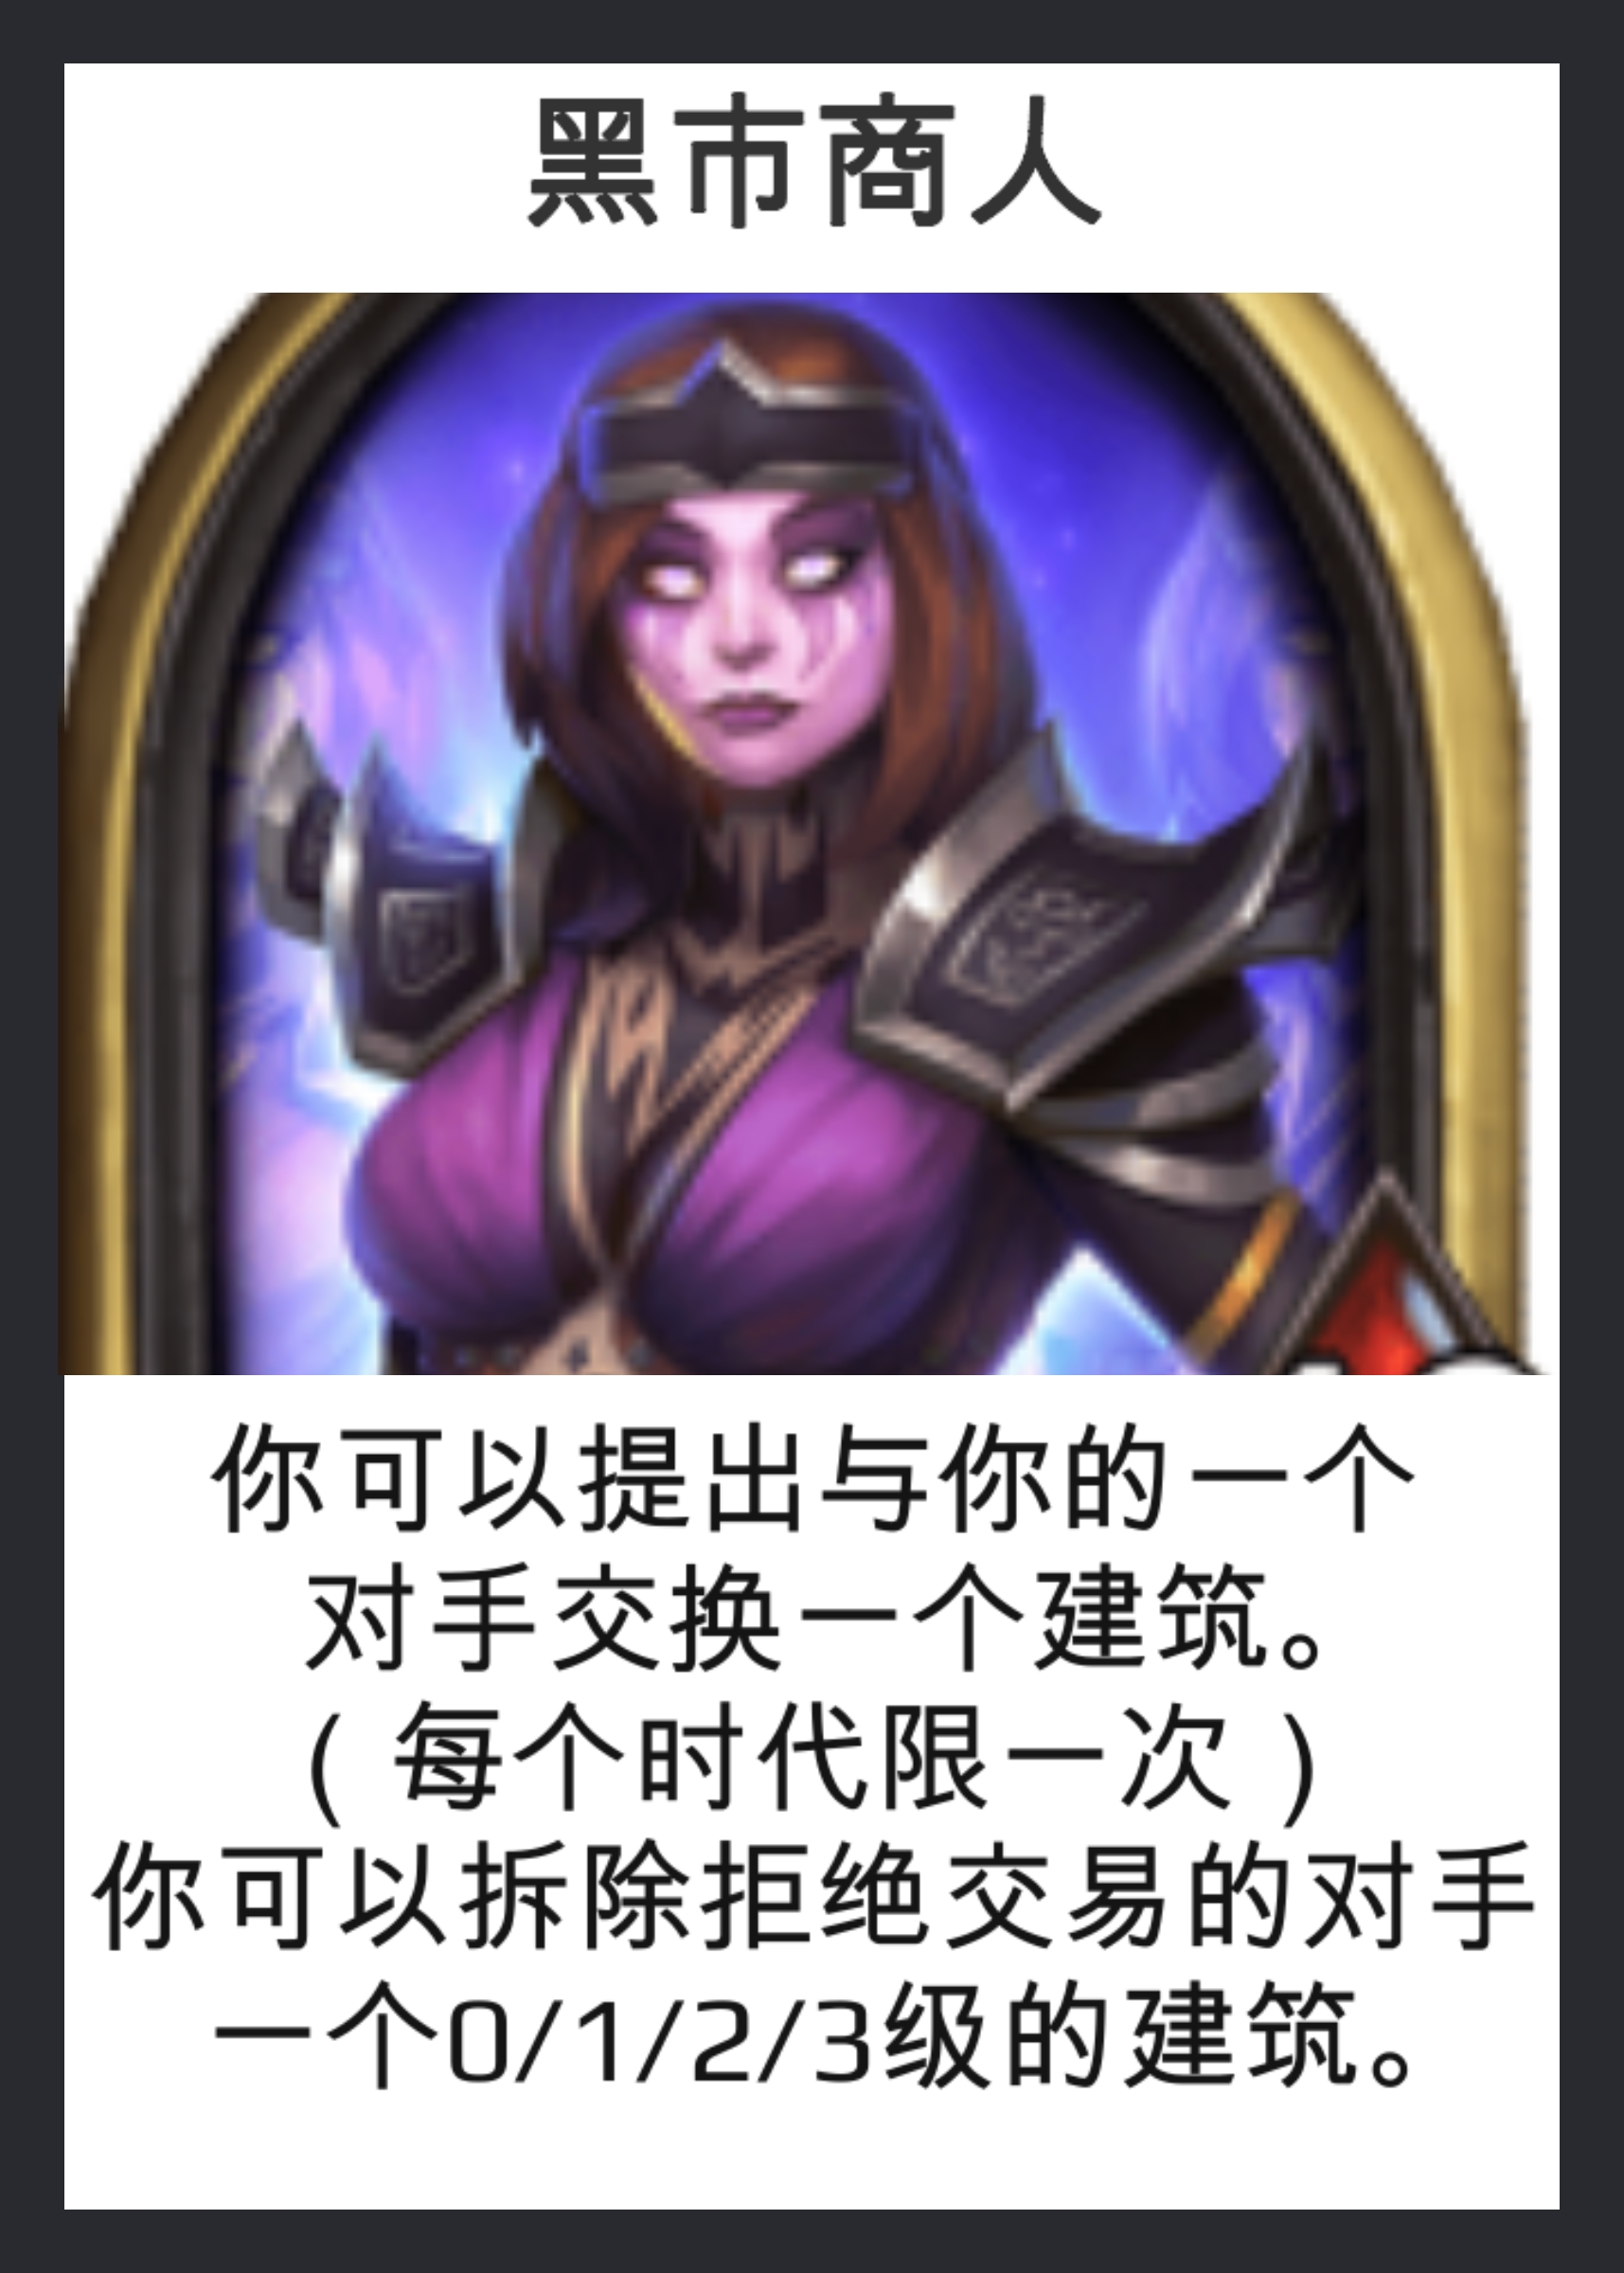 黑市商人
你可以提出与你的一个
对手交换一个建筑。
（每个时代限一次）
你可以拆除拒绝交易的对手
一个0/1/2/3级的建筑。